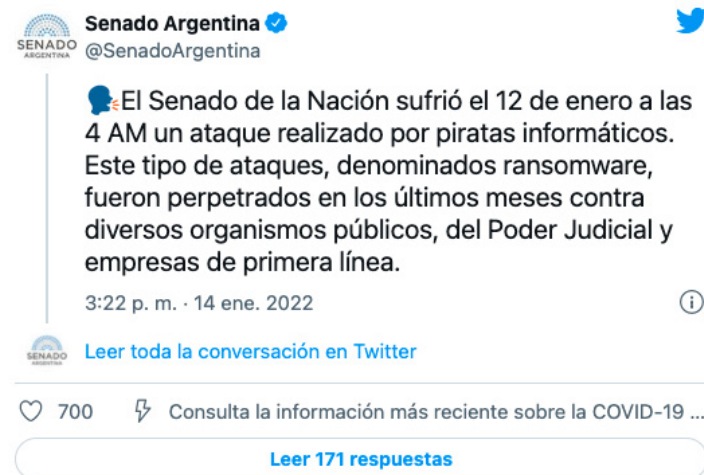 Senado Argentina
@SenadoArgentina
SENADO
ARGENTINA
El Senado de la Nación sufrió el 12 de enero a las
4 AM un ataque realizado por piratas informáticos.
Este tipo de ataques, denominados ransomware,
fueron perpetrados en los últimos meses contra
diversos organismos públicos, del Poder Judicial y
empresas de primera línea.
3:22 p. m. · 14 ene. 2022
SENADO
ARGENTINA
Leer toda la conversación en Twitter
700
Consulta la información más reciente sobre la COVID-19 ...
Leer 171 respuestas